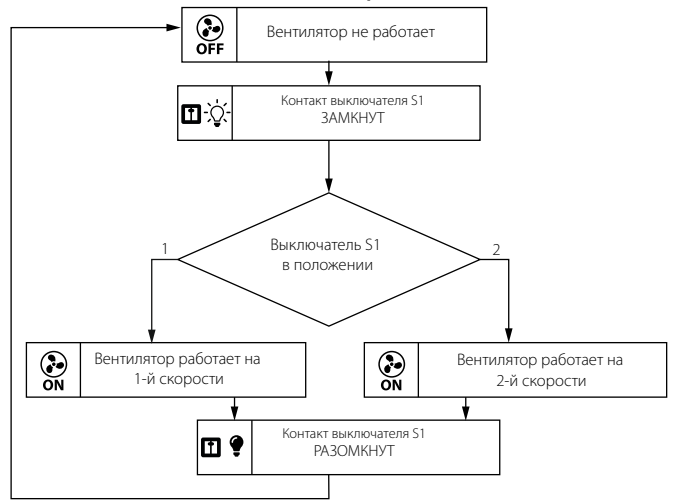 Вентилятор не работает
OFF
Контакт выключателя S1
ЗАМКНУТ
1
Выключатель S1
в положении
2
Вентилятор работает на
1-й скорости
ON
Вентилятор работает на
2-й скорости
ON
Контакт выключателя S1
РАЗОМКНУТ